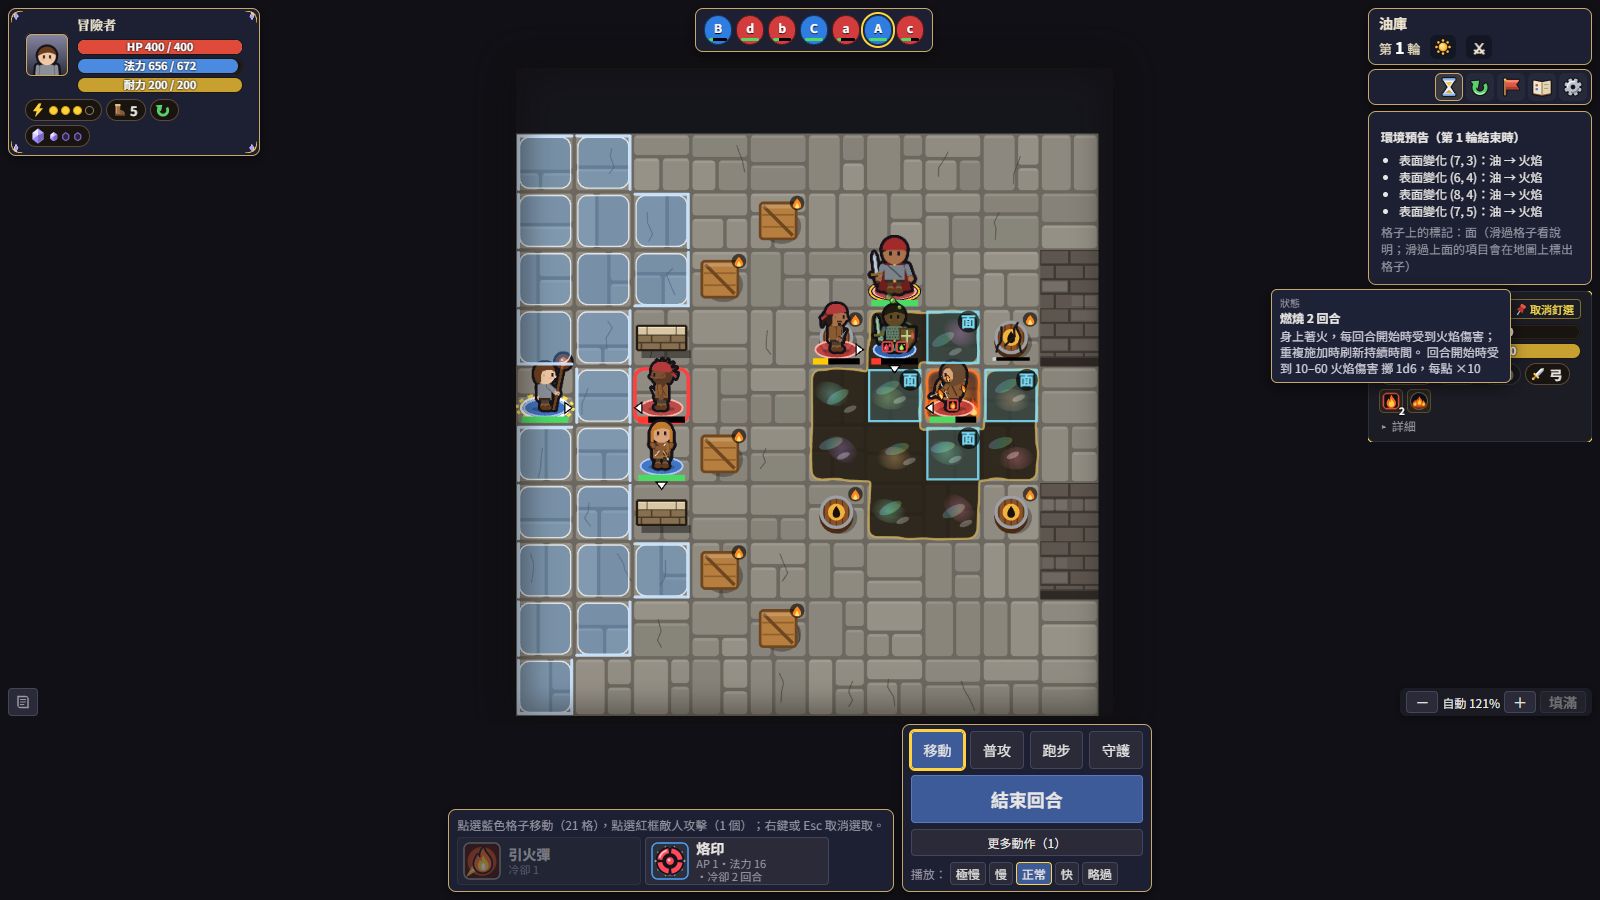 冒險者
HP 400 / 400
法力 656 / 672
耐力 200 / 200
5
B
d
b
C
a
A
c
油庫
第 1 輪
環境預告（第 1 輪結束時）
• 表面變化 (7, 3)：油 → 火焰
• 表面變化 (6, 4)：油 → 火焰
• 表面變化 (8, 4)：油 → 火焰
• 表面變化 (7, 5)：油 → 火焰
格子上的標記：面（滑過格子看說
明；滑過上面的項目會在地圖上標出
格子）
狀態
燃燒 2 回合
身上著火，每回合開始時受到火焰傷害；
重複施加時刷新持續時間。 回合開始時受
到 10–60 火焰傷害 擲 1d6，每點 ×10
取消釘選
0
弓
2
▸ 詳細
面
面
面
面
− 自動 121% + 填滿
移動
普攻
跑步
守護
結束回合
更多動作（1）
播放：
極慢
慢
正常
快
略過
點選藍色格子移動（21 格），點選紅框敵人攻擊（1 個）；右鍵或 Esc 取消選取。
引火彈
冷卻 1
烙印
AP 1・法力 16
・冷卻 2 回合